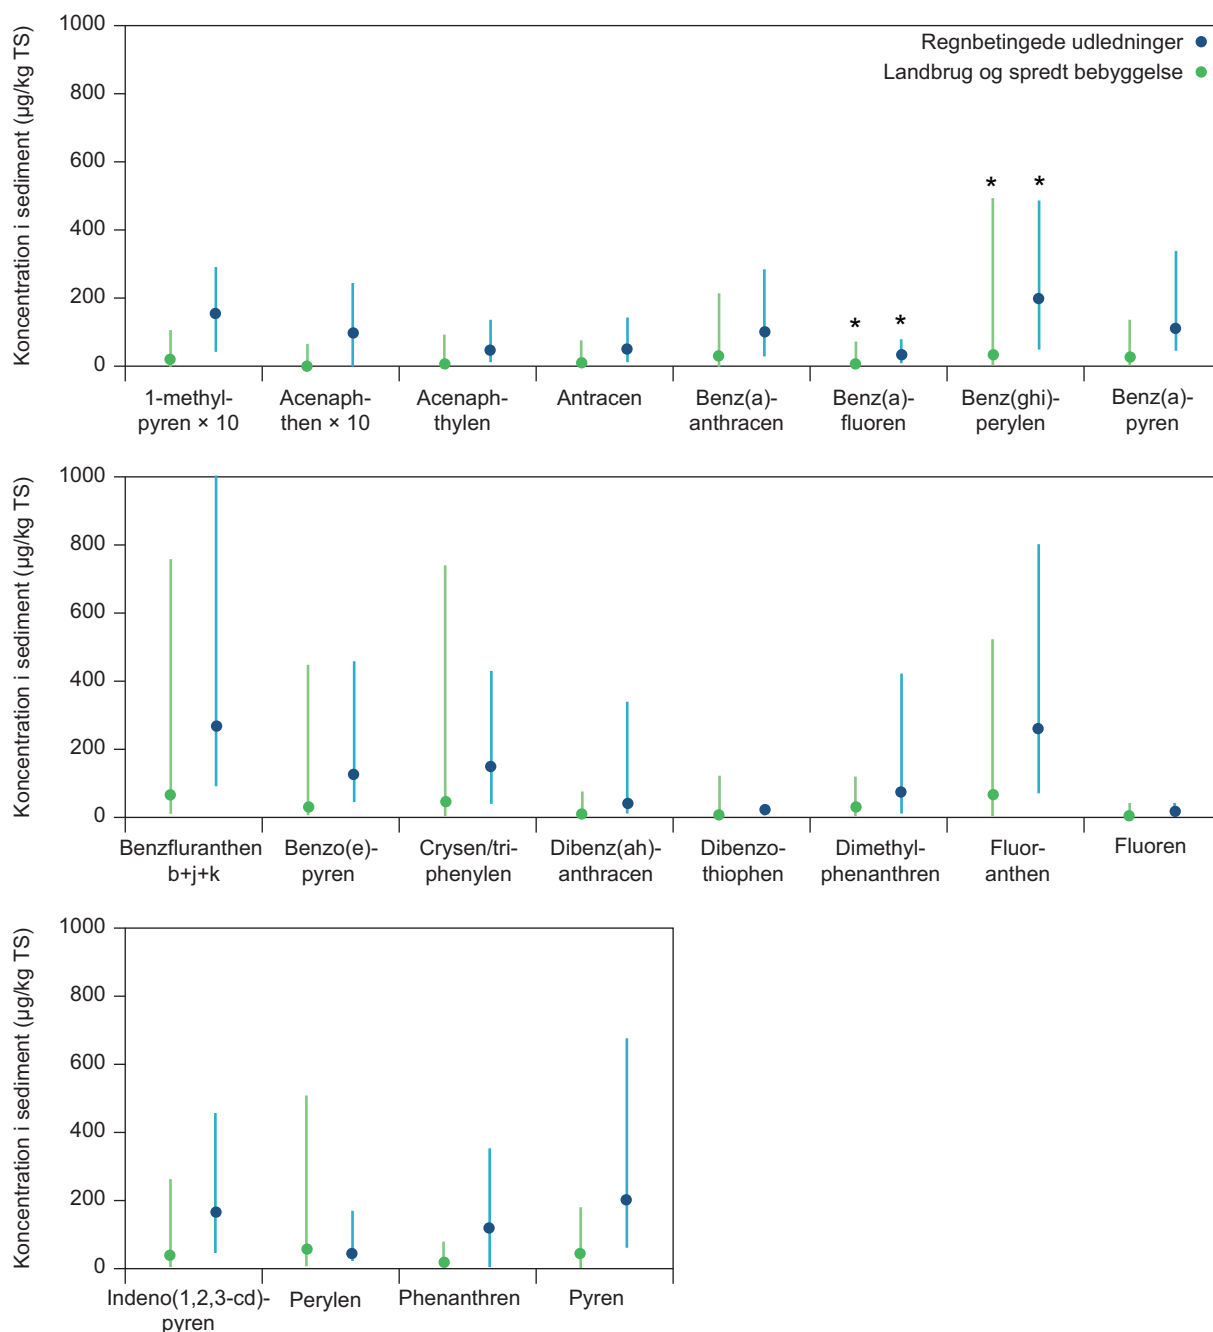 Koncentration i sediment (µg/kg TS)
1000
800
600
400
200
0
Regnbetingede udledninger
Landbrug og spredt bebyggelse
* * * *
1-methyl-
pyren × 10
Acenaph-
then × 10
Acenaph-
thylen
Antracen
Benz(a)-
anthracen
Benz(a)-
fluoren
Benz(ghi)-
perylen
Benz(a)-
pyren
Koncentration i sediment (µg/kg TS)
1000
800
600
400
200
0
Benzfluranthen
b+j+k
Benzo(e)-
pyren
Crysen/tri-
phenylen
Dibenz(ah)-
anthracen
Dibenzo-
thiophen
Dimethyl-
phenanthren
Fluor-
anthen
Fluoren
Koncentration i sediment (µg/kg TS)
1000
800
600
400
200
0
Indeno(1,2,3-cd)-
pyren
Perylen
Phenanthren
Pyren